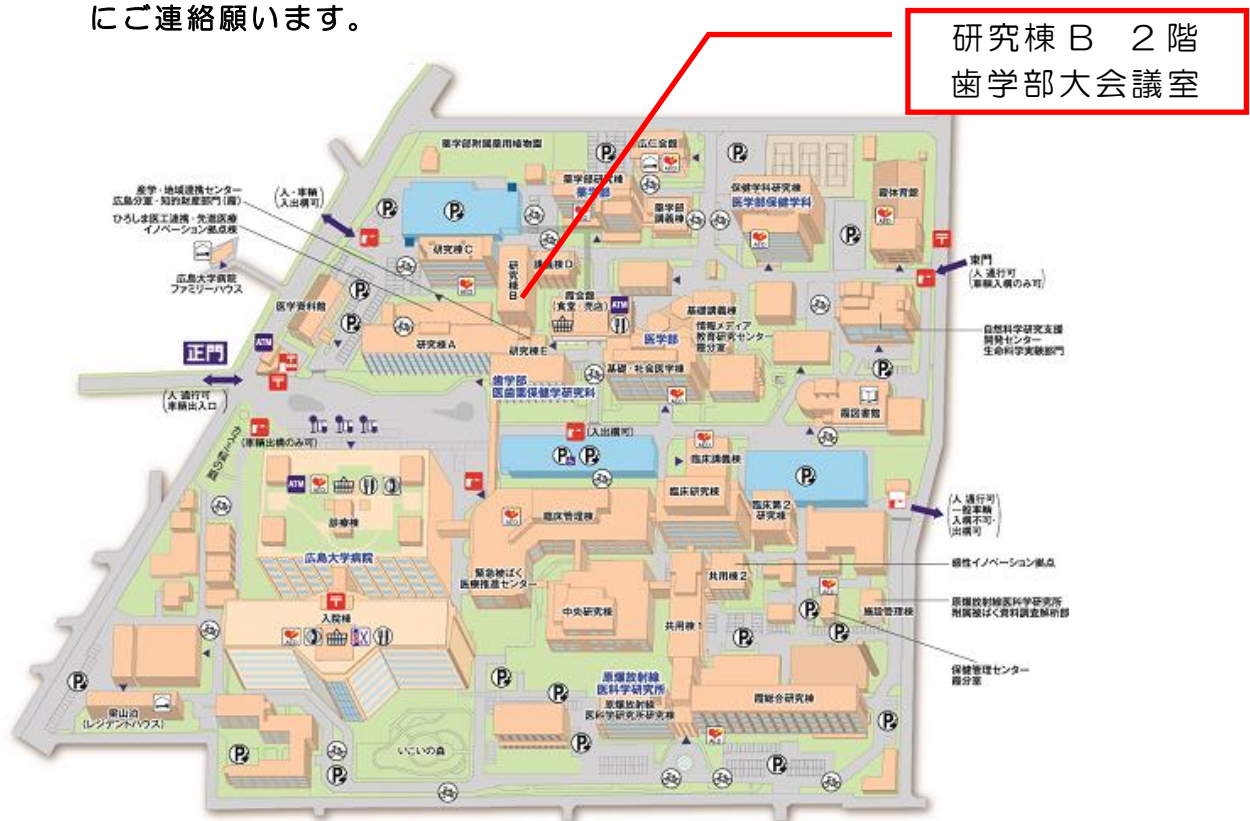 にご連絡願います。
研究棟B 2階
歯学部大会議室
薬学部附属薬用植物園
広仁会館
産学・地域連携センター
広島分室・知的財産部門(霞)
(人・車輌
入出構可)
薬学部研究棟
薬学部
保健学科研究棟
医学部保健学科
霞体育館
ひろしま医工連携・先進医療
イノベーション拠点棟
薬学部
講義棟
研究棟C
研究棟B
講義棟D
東門
(人 通行可
車輌入構のみ可)
広島大学病院
ファミリーハウス
医学資料館
霞会館
(食堂・売店)
ATM
基礎講義棟
医学部
情報メディア
教育研究センター
霞分室
自然科学研究支援
開発センター
生命科学実験部門
研究棟A
研究棟E
ATM
正門
基礎・社会医学棟
歯学部
医歯薬保健学研究科
(人 通行可
車輌出入口)
霞図書館
(車輌出構のみ可)
(入出構可)
臨床講義棟
ATM
診療棟
臨床研究棟
臨床第2
研究棟
(人 通行可
一般車輌
入構不可・
出構可)
臨床管理棟
広島大学病院
緊急被ばく
医療推進センター
共用棟2
感性イノベーション拠点
中央研究棟
共用棟1
施設管理棟
原爆放射線医科学研究所
附属被ばく資料調査解析部
入院棟
保健管理センター
霞分室
原爆放射線
医科学研究所
原爆放射線
医科学研究所研究棟
霞総合研究棟
(レジデントハウス)
いこいの森